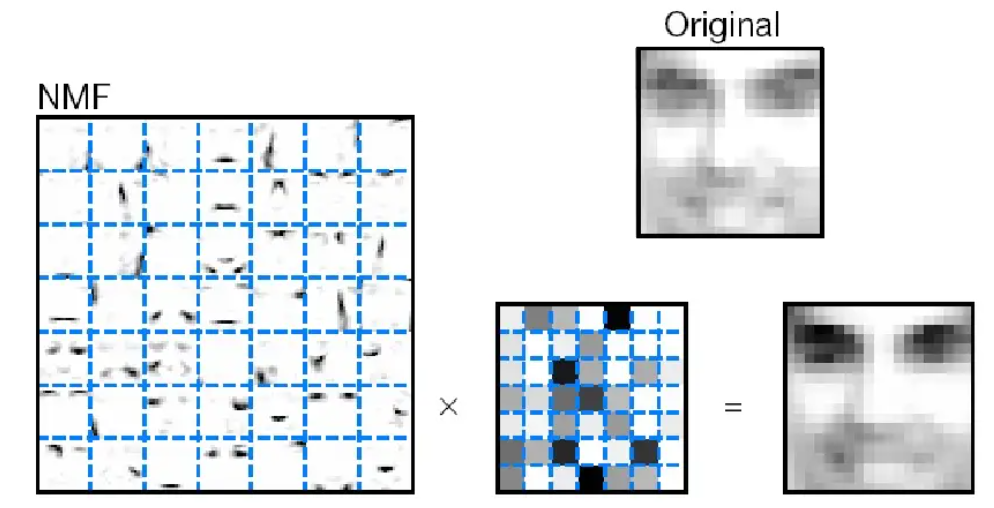 Original
NMF
×
=